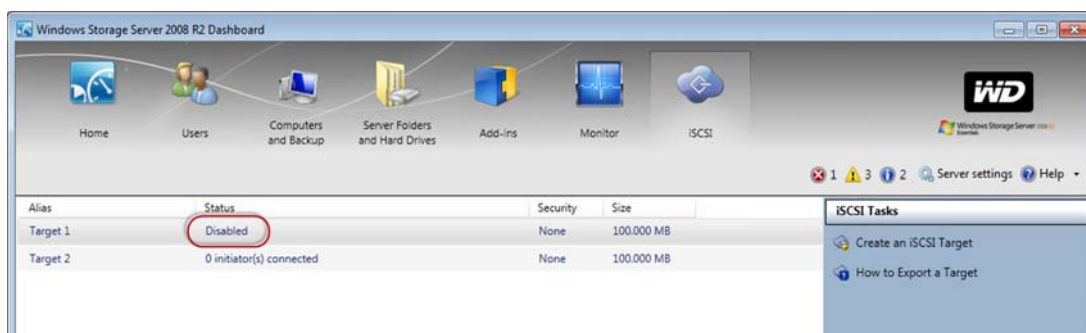 Windows Storage Server 2008 R2 Dashboard
Home
Users
Computers and Backup
Server Folders and Hard Drives
Add-ins
Monitor
iSCSI
WD
Windows Storage Server 2008 R2
Essentials
1 3 2 Server settings Help
Alias Status Security Size
Target 1 Disabled None 100.000 MB
Target 2 0 initiator(s) connected None 100.000 MB
iSCSI Tasks
Create an iSCSI Target
How to Export a Target